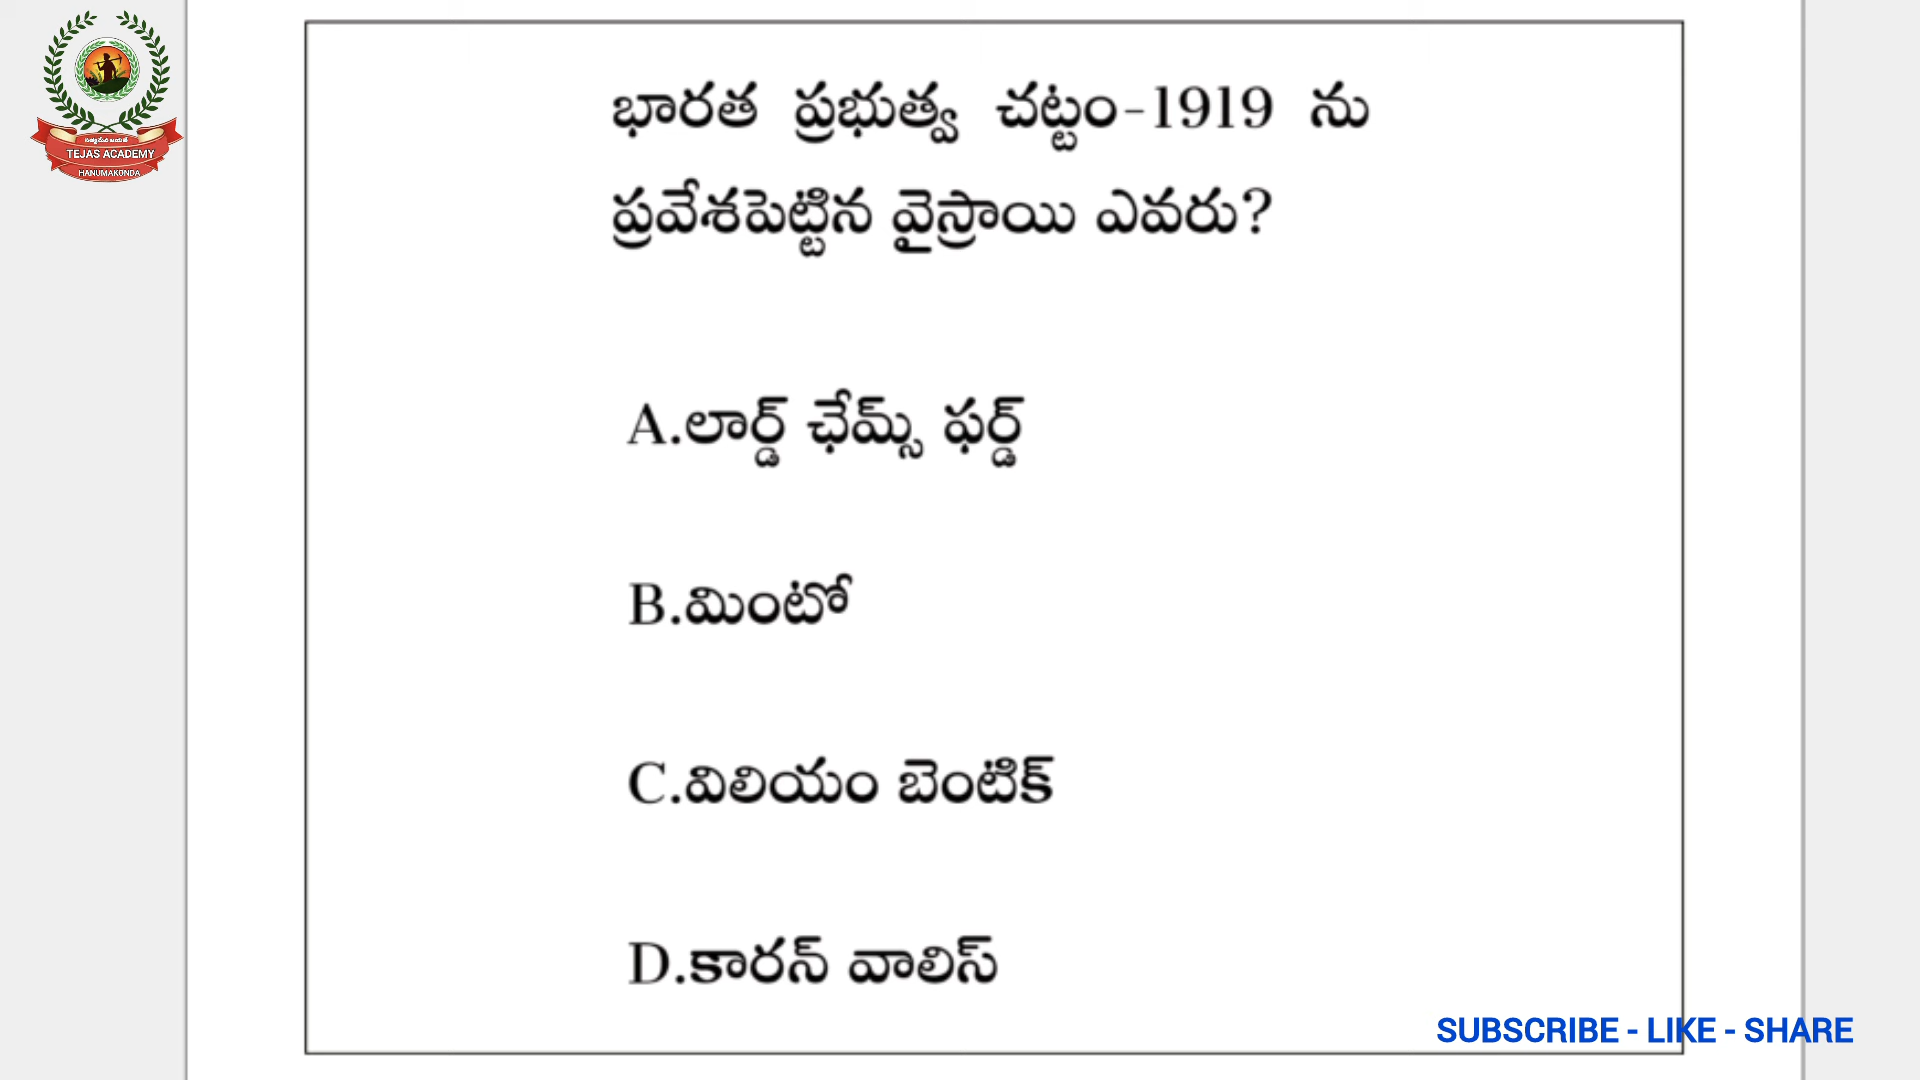 TEJAS ACADEMY
HANUMAKONDA
భారత ప్రభుత్వ చట్టం-1919 ను
ప్రవేశపెట్టిన వైస్రాయి ఎవరు?
A.లార్డ్ ఛేమ్స్ ఫర్డ్
B.మింటో
C.విలియం బెంటిక్
D.కారన్ వాలిస్
SUBSCRIBE - LIKE - SHARE